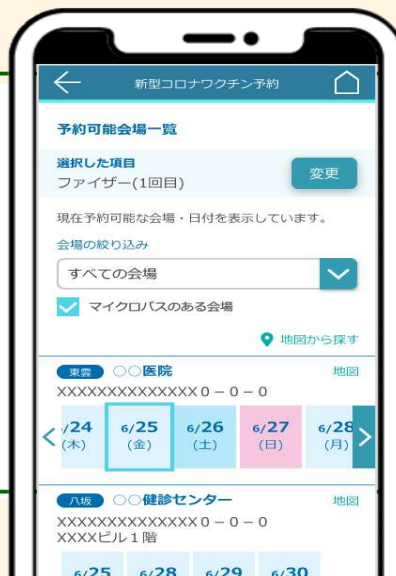 新型コロナワクチン予約
予約可能会場一覧
選択した項目
ファイザー(1回目)
変更
現在予約可能な会場・日付を表示しています。
会場の絞り込み
すべての会場
マイクロバスのある会場
地図から探す
東雲 〇〇医院 地図
XXXXXXXXXXXXXX0－0－0
/24 6/25 6/26 6/27 6/28
(木) (金) (土) (日) (月)
八坂 〇〇健診センター 地図
XXXXXXXXXXXXXX0－0－0
XXXXビル１階
6/25 6/28 6/29 6/30